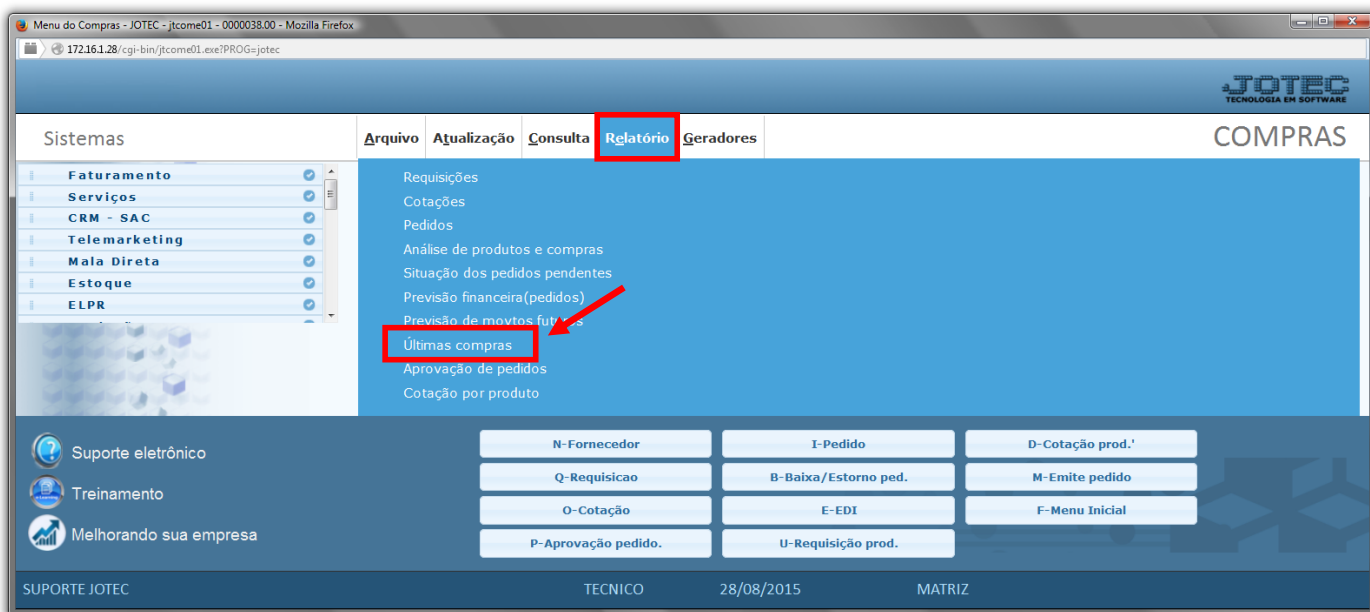 Menu do Compras - JOTEC - jtcome01 - 0000038.00 - Mozilla Firefox
172.16.1.28/cgi-bin/jtcome01.exe?PROG=jotec
JOTEC
TECNOLOGIA EM SOFTWARE
Sistemas
Arquivo Atualização Consulta Relatório Geradores
COMPRAS
Faturamento
Serviços
CRM - SAC
Telemarketing
Mala Direta
Estoque
ELPR
Requisições
Cotações
Pedidos
Análise de produtos e compras
Situação dos pedidos pendentes
Previsão financeira(pedidos)
Previsão de movtos futuros
Últimas compras
Aprovação de pedidos
Cotação por produto
Suporte eletrônico
Treinamento
Melhorando sua empresa
N-Fornecedor I-Pedido D-Cotação prod.'
Q-Requisicao B-Baixa/Estorno ped. M-Emite pedido
O-Cotação E-EDI F-Menu Inicial
P-Aprovação pedido. U-Requisição prod.
SUPORTE JOTEC TECNICO 28/08/2015 MATRIZ